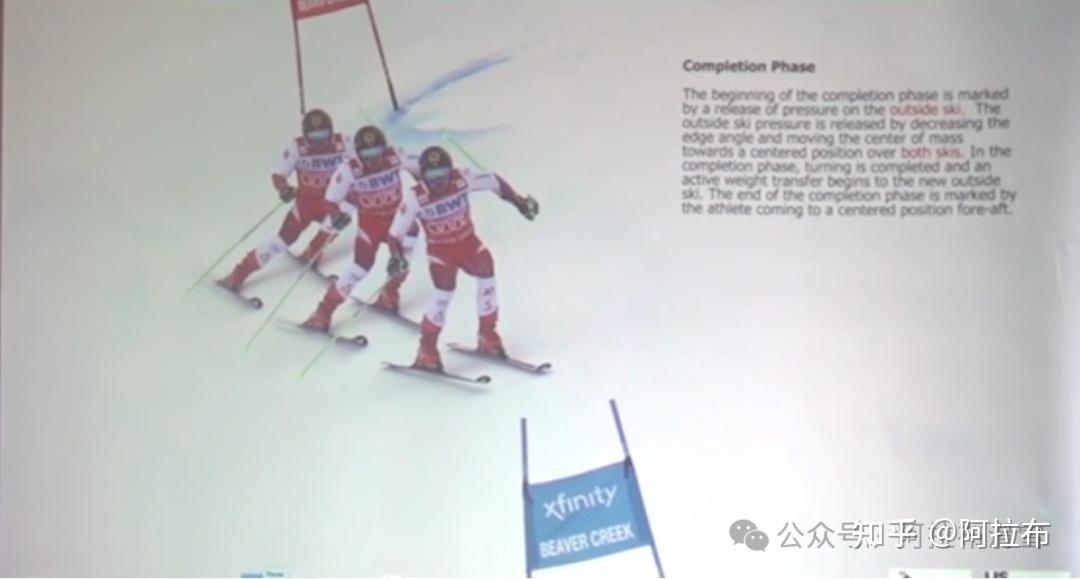 BEAVER CREEK
Completion Phase
The beginning of the completion phase is marked
by a release of pressure on the outside ski. The
outside ski pressure is released by decreasing the
edge angle and moving the center of mass
towards a centered position over both skis. In the
completion phase, turning is completed and an
active weight transfer begins to the new outside
ski. The end of the completion phase is marked by
the athlete coming to a centered position fore-aft.
BWT
BWT
BWT
xfinity
BEAVER CREEK
公众号
知乎 @阿拉布